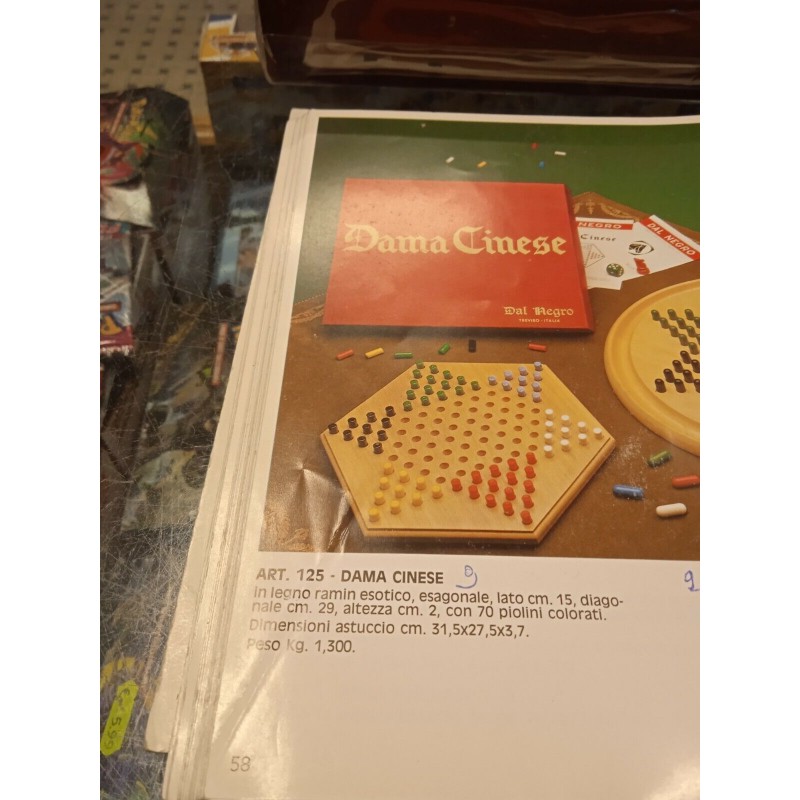 Dama Cinese
Dal Negro
TREVISO - ITALIA
NEGRO
Cinese
DAL NEGRO
ART. 125 - DAMA CINESE
In legno ramin esotico, esagonale, lato cm. 15, diago-
nale cm. 29, altezza cm. 2, con 70 piolini colorati.
Dimensioni astuccio cm. 31,5x27,5x3,7.
Peso Kg. 1,300.
58